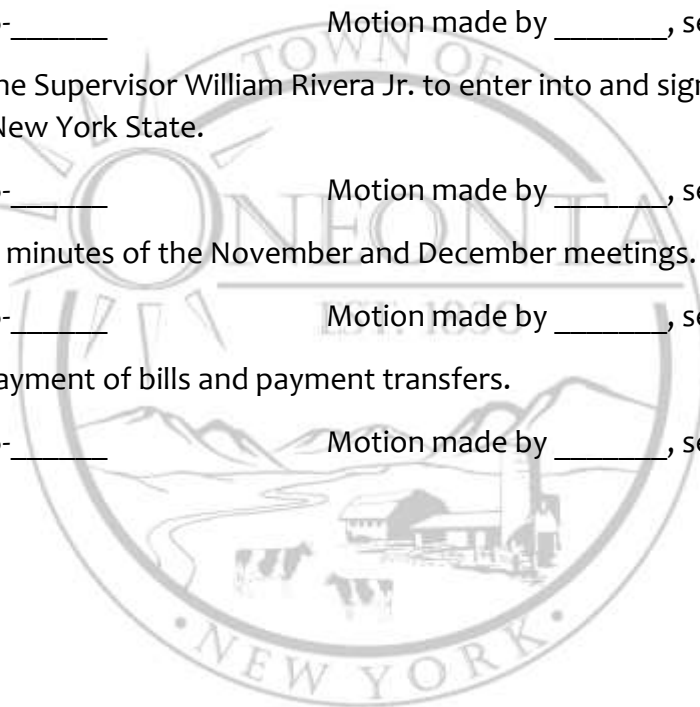 -______ Motion made by _______, se
he Supervisor William Rivera Jr. to enter into and sign
New York State.
-______ Motion made by _______, se
minutes of the November and December meetings.
-______ Motion made by _______, se
ayment of bills and payment transfers.
-______ Motion made by _______, se
TOWN OF
ONEONTA
EST. 1830
• NEW YORK •